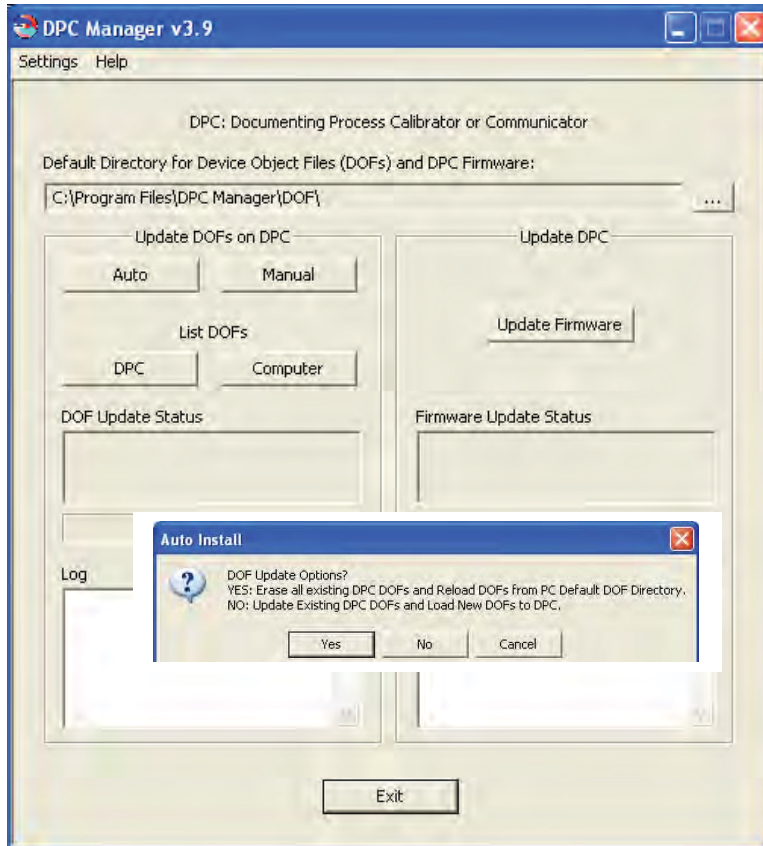 DPC Manager v3.9
Settings Help
DPC: Documenting Process Calibrator or Communicator
Default Directory for Device Object Files (DOFs) and DPC Firmware:
C:\Program Files\DPC Manager\DOF\
...
Update DOFs on DPC
Auto Manual
List DOFs
DPC Computer
DOF Update Status
Update DPC
Update Firmware
Firmware Update Status
Log
Auto Install
DOF Update Options?
YES: Erase all existing DPC DOFs and Reload DOFs from PC Default DOF Directory.
NO: Update Existing DPC DOFs and Load New DOFs to DPC.
Yes No Cancel
Exit